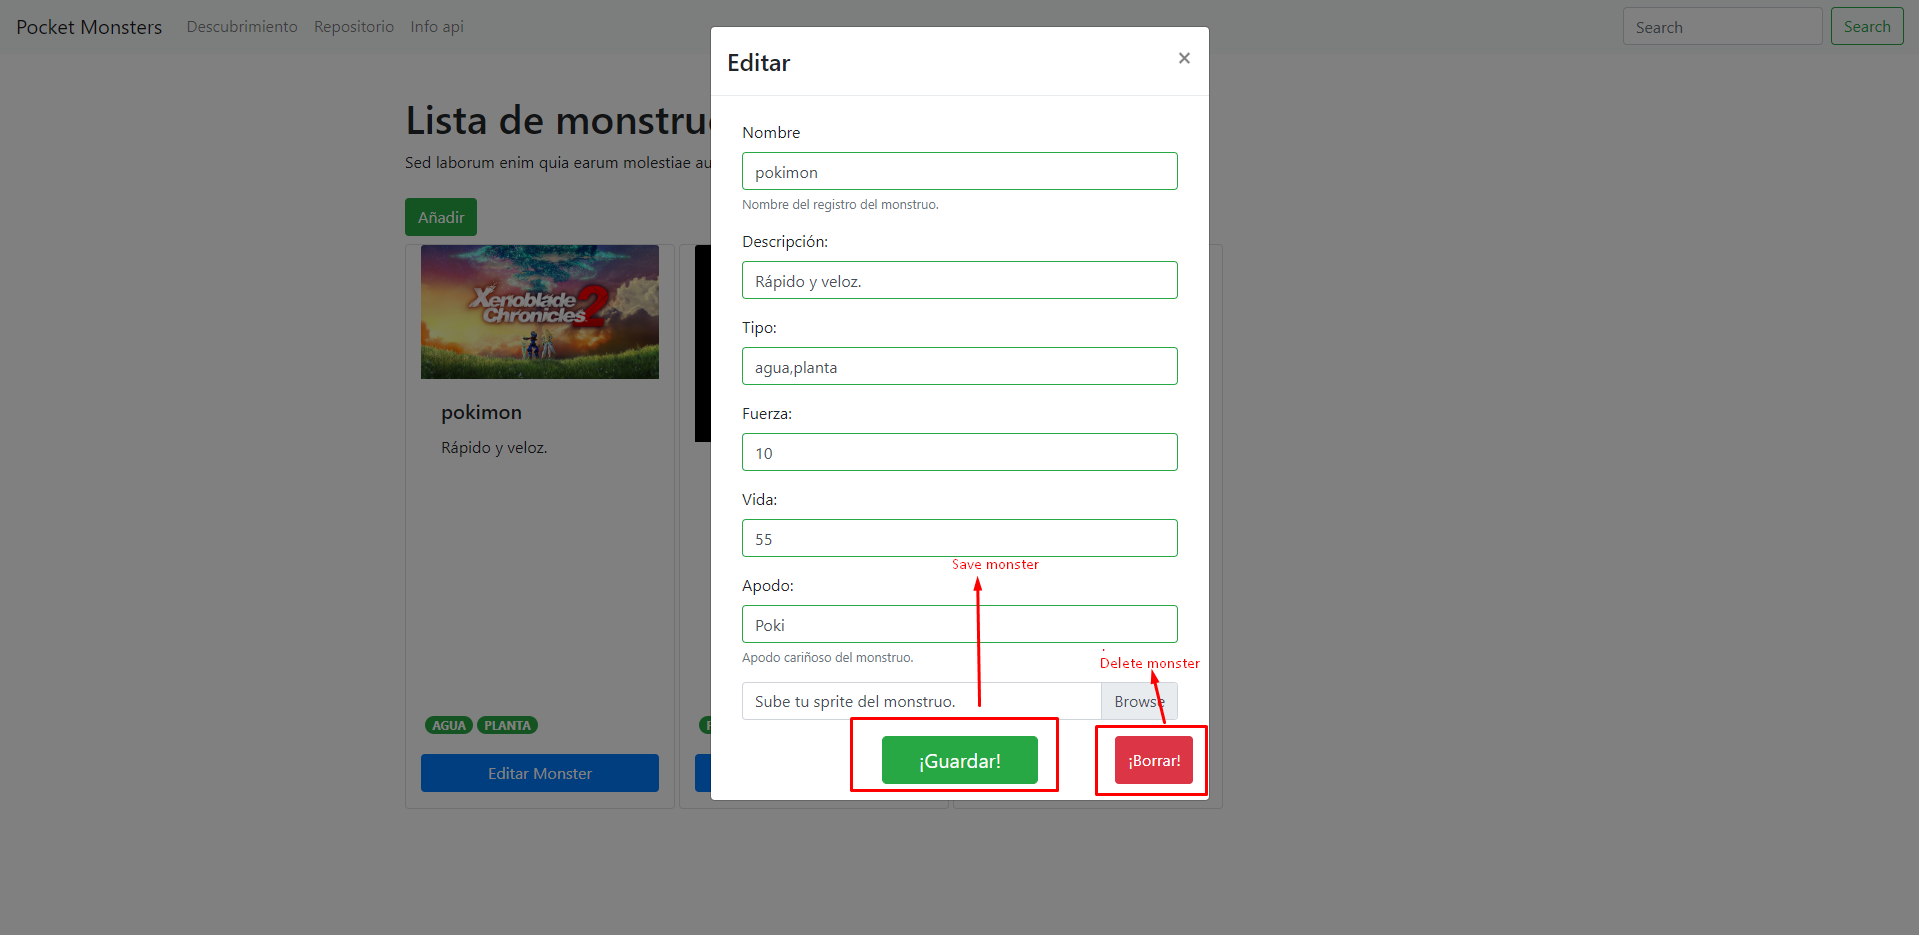 Pocket Monsters Descubrimiento Repositorio Info api
Search Search
Lista de monstru
Sed laborum enim quia earum molestiae au
Añadir
Xenoblade
Chronicles 2
pokimon
Rápido y veloz.
AGUA PLANTA
Editar Monster
Editar ×
Nombre
pokimon
Nombre del registro del monstruo.
Descripción:
Rápido y veloz.
Tipo:
agua,planta
Fuerza:
10
Vida:
55
Save monster
Apodo:
Poki
Apodo cariñoso del monstruo.
Delete monster
Sube tu sprite del monstruo. Browse
¡Guardar! ¡Borrar!